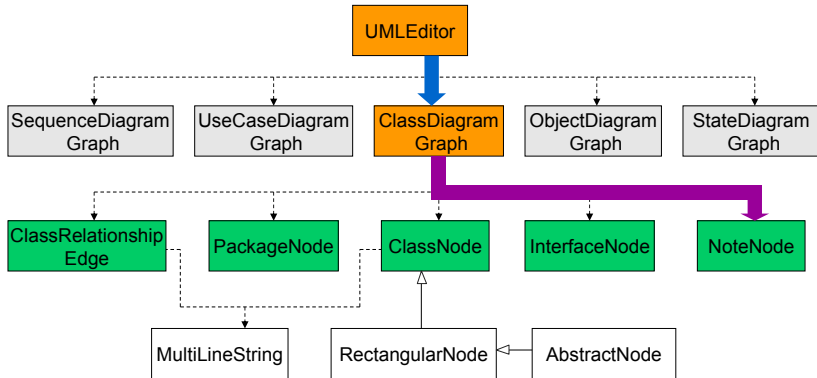 UMLEditor
SequenceDiagram
Graph
UseCaseDiagram
Graph
ClassDiagram
Graph
ObjectDiagram
Graph
StateDiagram
Graph
ClassRelationship
Edge
PackageNode
ClassNode
InterfaceNode
NoteNode
MultiLineString
RectangularNode
AbstractNode